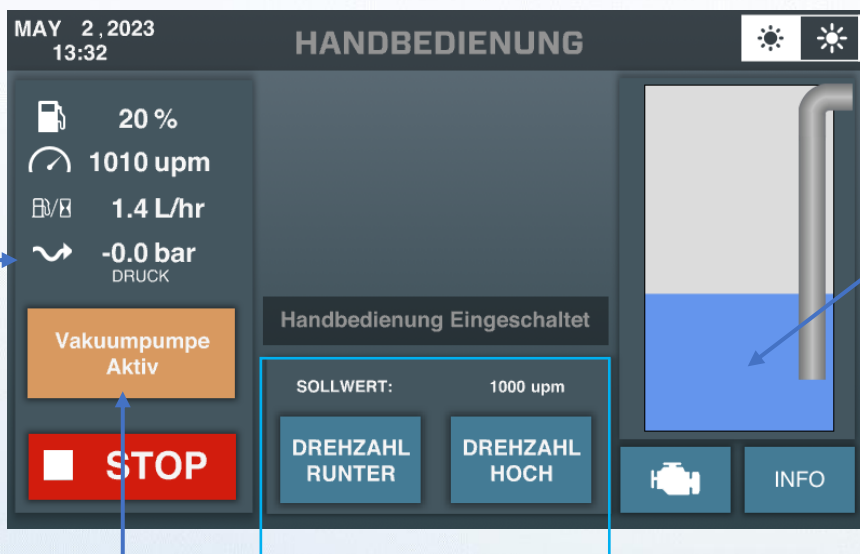 MAY 2,2023
13:32
HANDBEDIENUNG
20 %
1010 upm
1.4 L/hr
-0.0 bar
DRUCK
Vakuumpumpe
Aktiv
STOP
Handbedienung Eingeschaltet
SOLLWERT: 1000 upm
DREHZAHL
RUNTER
DREHZAHL
HOCH
INFO